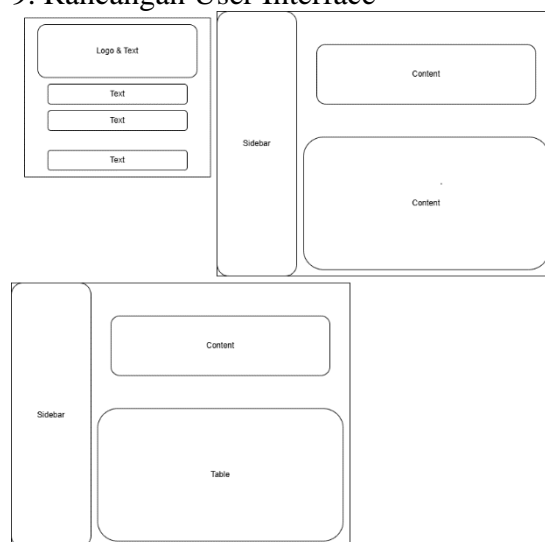 9. Rancangan User Interface
Logo & Text
Text
Text
Text
Sidebar
Content
Content
Sidebar
Content
Table